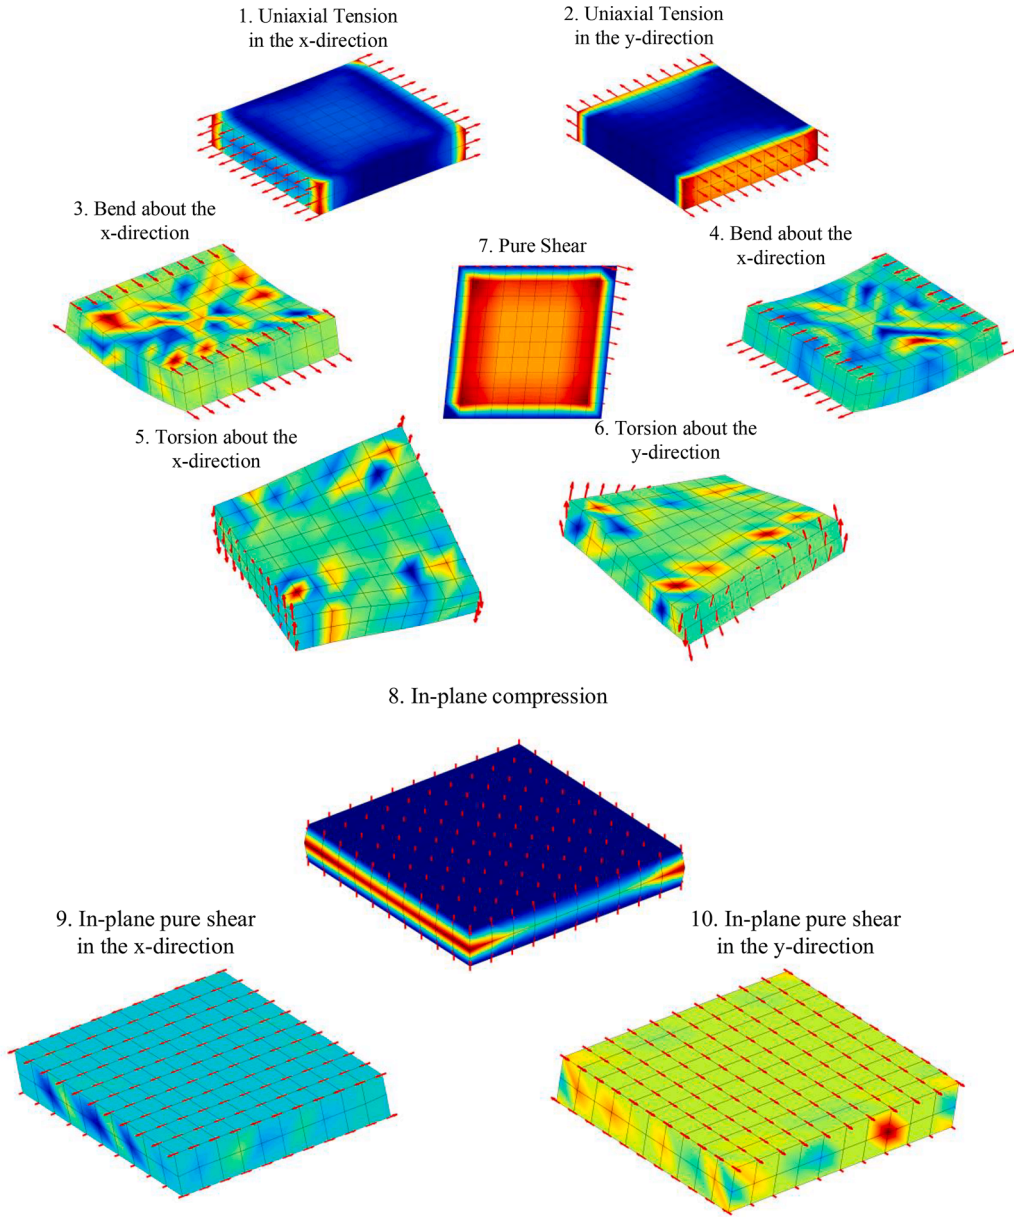 1. Uniaxial Tension
in the x-direction
2. Uniaxial Tension
in the y-direction
3. Bend about the
x-direction
7. Pure Shear
4. Bend about the
x-direction
5. Torsion about the
x-direction
6. Torsion about the
y-direction
8. In-plane compression
9. In-plane pure shear
in the x-direction
10. In-plane pure shear
in the y-direction